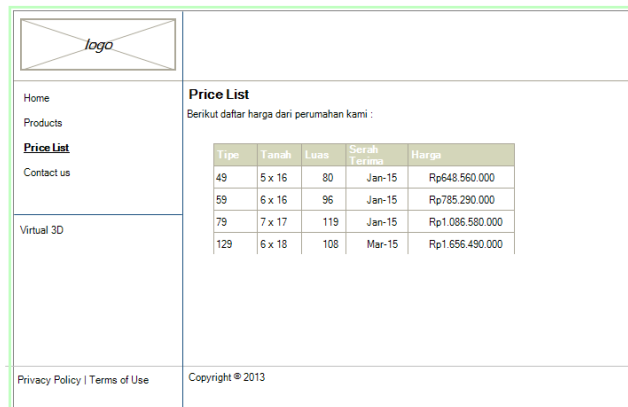 logo
Home
Products
Price List
Contact us
Virtual 3D
Price List
Berikut daftar harga dari perumahan kami :
Tipe Tanah Luas Serah Terima Harga
49 5 x 16 80 Jan-15 Rp648.560.000
59 6 x 16 96 Jan-15 Rp785.290.000
79 7 x 17 119 Jan-15 Rp1.086.580.000
129 6 x 18 108 Mar-15 Rp1.656.490.000
Privacy Policy | Terms of Use
Copyright ® 2013